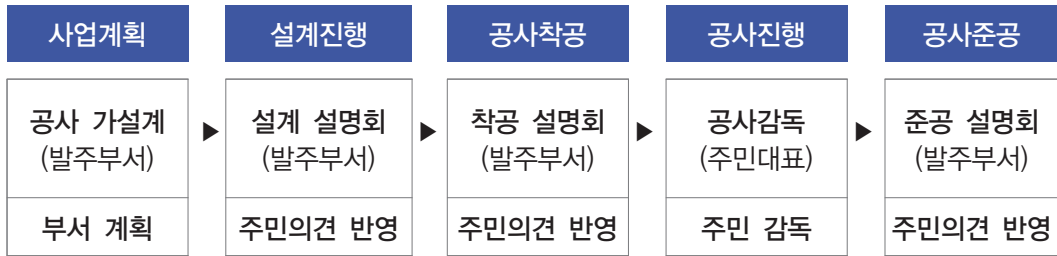 사업계획
설계진행
공사착공
공사진행
공사준공
공사 가설계
(발주부서)
▶
설계 설명회
(발주부서)
▶
착공 설명회
(발주부서)
▶
공사감독
(주민대표)
▶
준공 설명회
(발주부서)
부서 계획
주민의견 반영
주민의견 반영
주민 감독
주민의견 반영